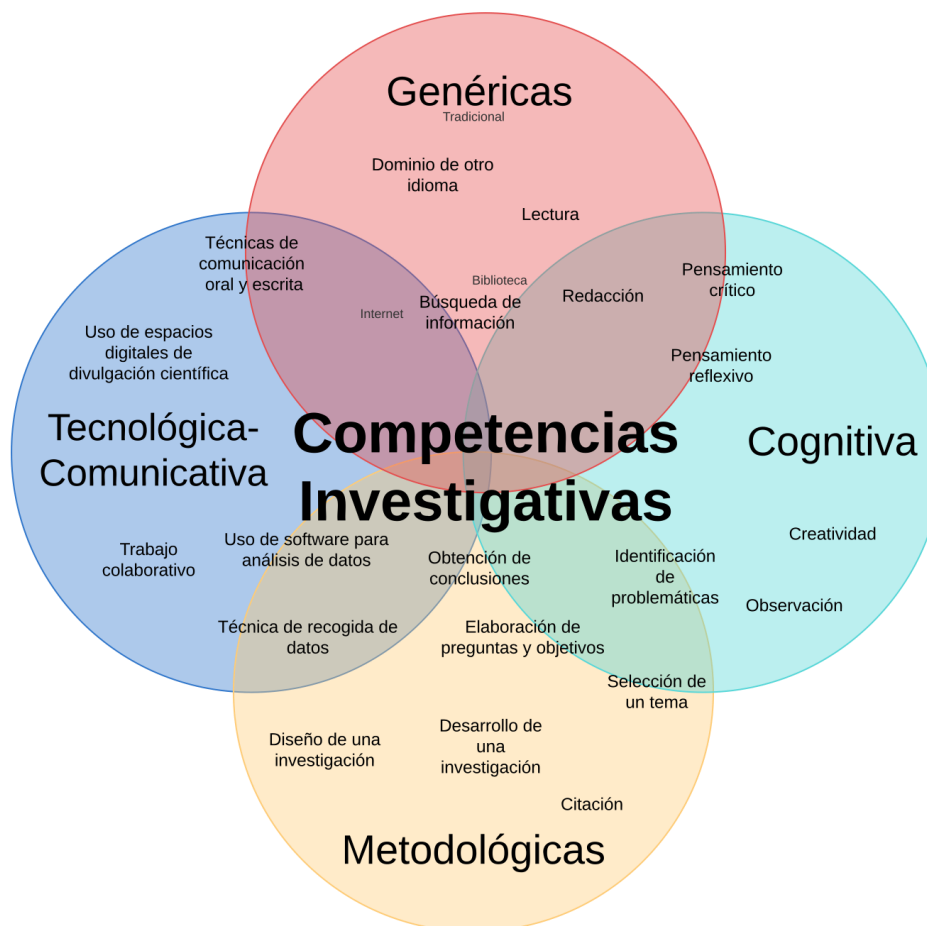 Genéricas
Tradicional
Dominio de otro
idioma
Lectura
Técnicas de
comunicación
oral y escrita
Pensamiento
crítico
Biblioteca
Búsqueda de
información
Redacción
Internet
Uso de espacios
digitales de
divulgación científica
Pensamiento
reflexivo
Tecnológica-
Comunicativa
Competencias
Investigativas
Cognitiva
Creatividad
Trabajo
colaborativo
Uso de software para
análisis de datos
Obtención de
conclusiones
Identificación
de
problemáticas
Observación
Técnica de recogida de
datos
Elaboración de
preguntas y objetivos
Selección de
un tema
Diseño de una
investigación
Desarrollo de
una
investigación
Citación
Metodológicas